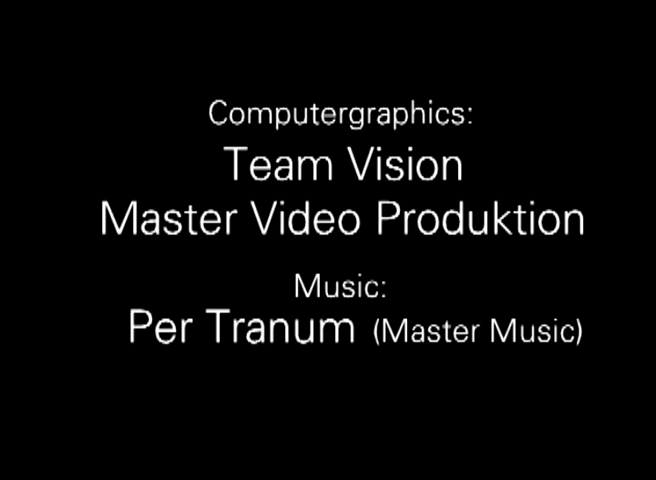 Computergraphics:
Team Vision
Master Video Produktion
Music:
Per Tranum (Master Music)